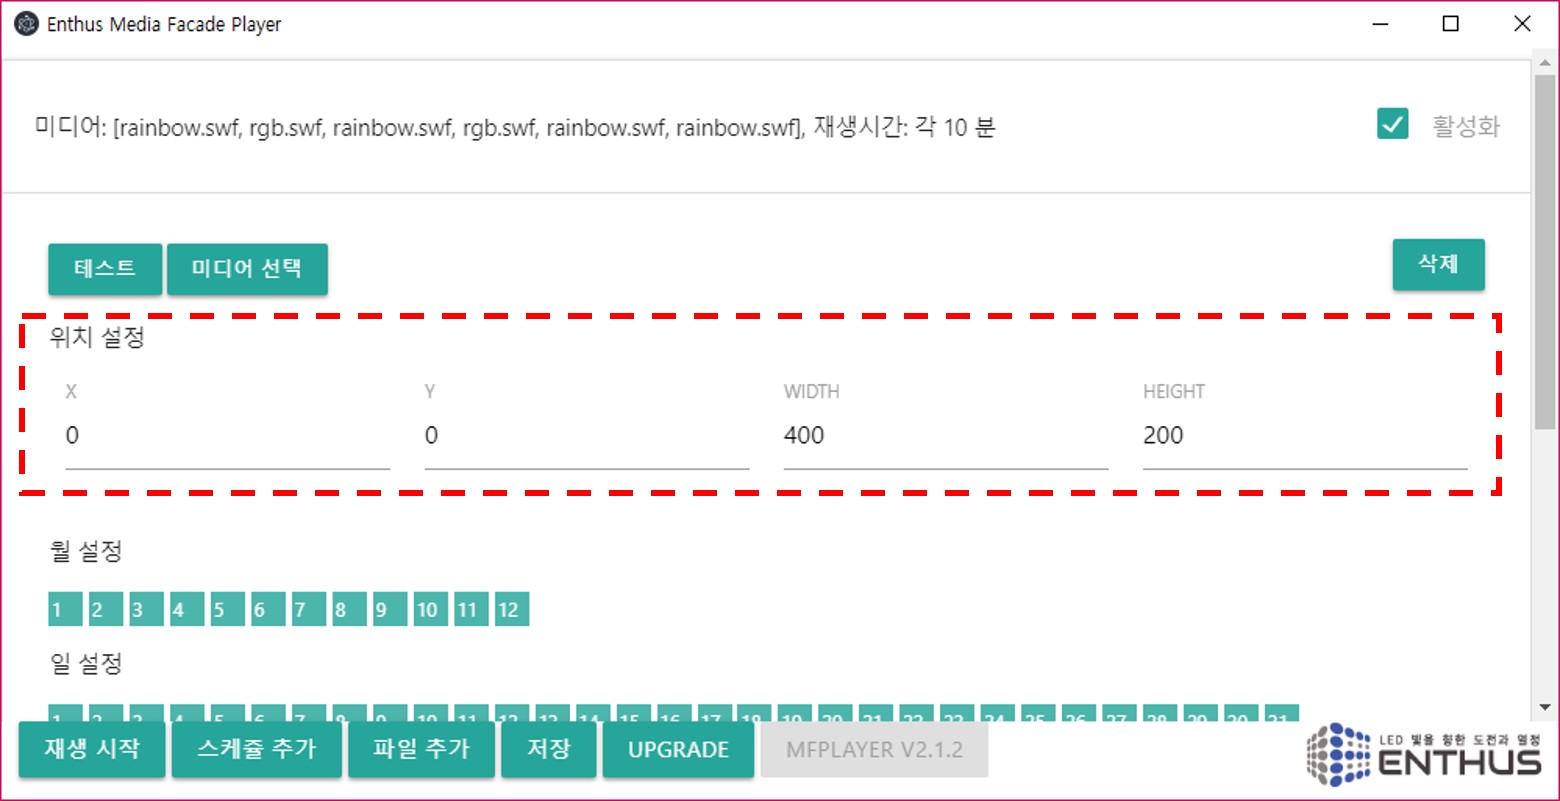 Enthus Media Facade Player
미디어: [rainbow.swf, rgb.swf, rainbow.swf, rgb.swf, rainbow.swf, rainbow.swf], 재생시간: 각 10 분
활성화
테스트 미디어 선택 삭제
위치 설정
X Y WIDTH HEIGHT
0 0 400 200
월 설정
1 2 3 4 5 6 7 8 9 10 11 12
일 설정
1 2 3 4 5 6 7 8 9 10 11 12 13 14 15 16 17 18 19 20 21 22 23 24 25 26 27 28 29 30 31
재생 시작 스케쥴 추가 파일 추가 저장 UPGRADE MFPLAYER V2.1.2
LED 빛을 향한 도전과 열정
ENTHUS